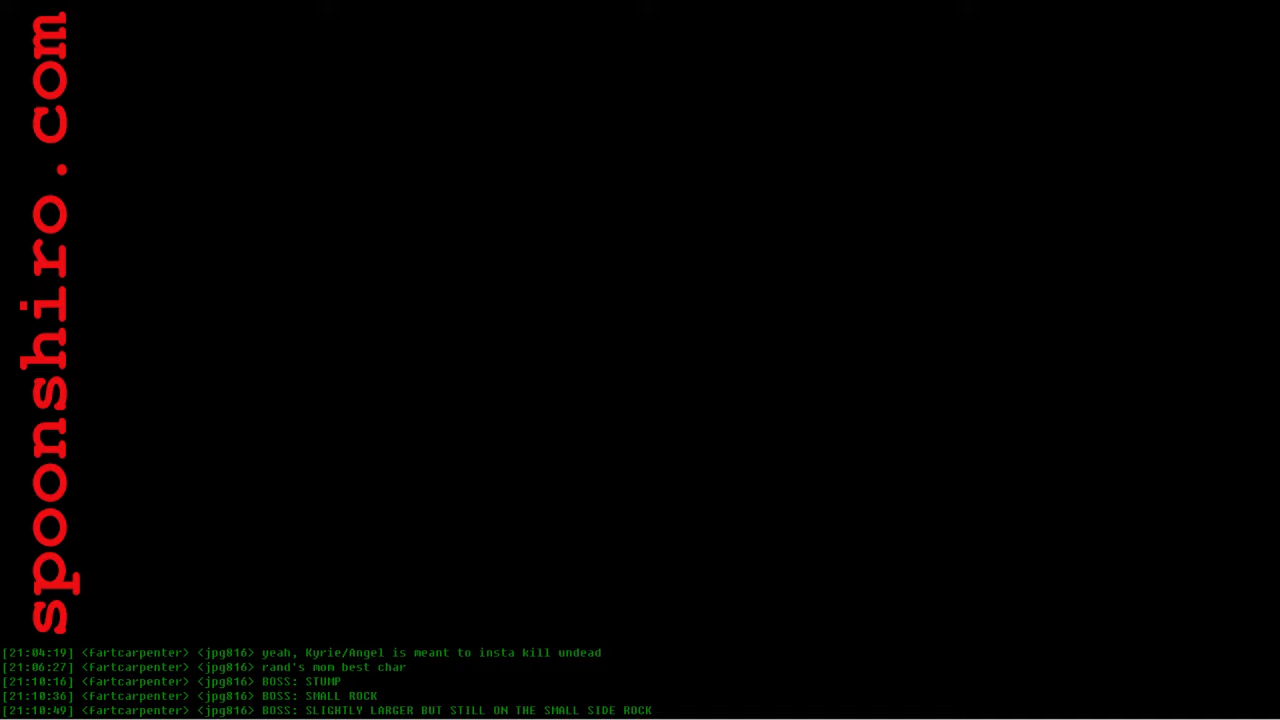 spoonshiro.com
[21:04:19] <fartcarpenter> <jpg816> yeah, Kyrie/Angel is meant to insta kill undead
[21:06:27] <fartcarpenter> <jpg816> rand's mom best char
[21:10:16] <fartcarpenter> <jpg816> BOSS: STUMP
[21:10:36] <fartcarpenter> <jpg816> BOSS: SMALL ROCK
[21:10:49] <fartcarpenter> <jpg816> BOSS: SLIGHTLY LARGER BUT STILL ON THE SMALL SIDE ROCK